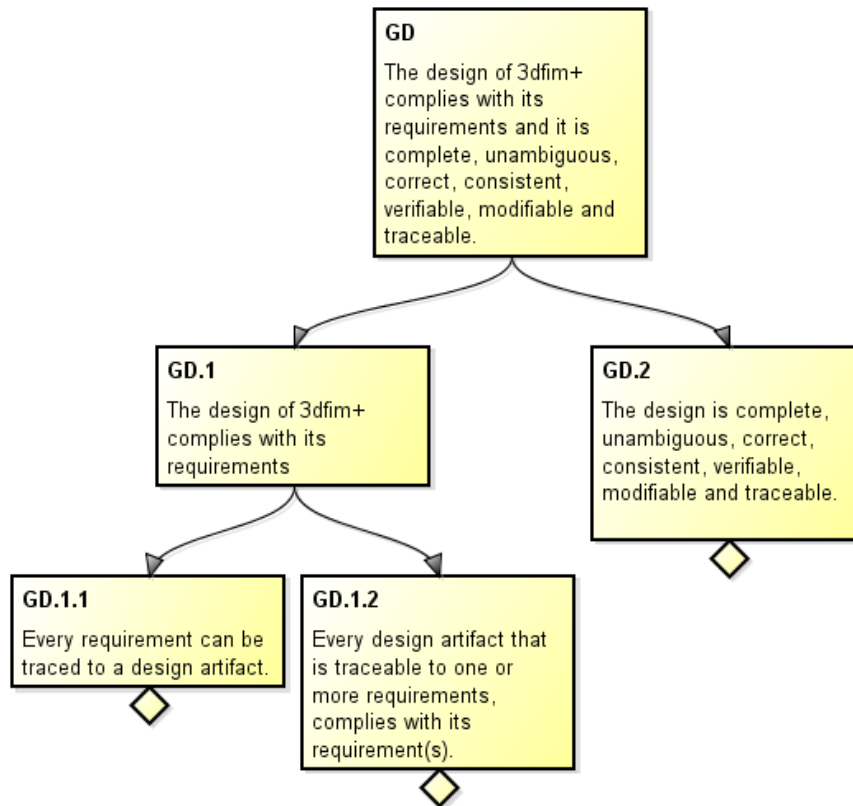 GD
The design of 3dfim+
complies with its
requirements and it is
complete, unambiguous,
correct, consistent,
verifiable, modifiable and
traceable.
GD.1
The design of 3dfim+
complies with its
requirements
GD.2
The design is complete,
unambiguous, correct,
consistent, verifiable,
modifiable and traceable.
GD.1.1
Every requirement can be
traced to a design artifact.
GD.1.2
Every design artifact that
is traceable to one or
more requirements,
complies with its
requirement(s).